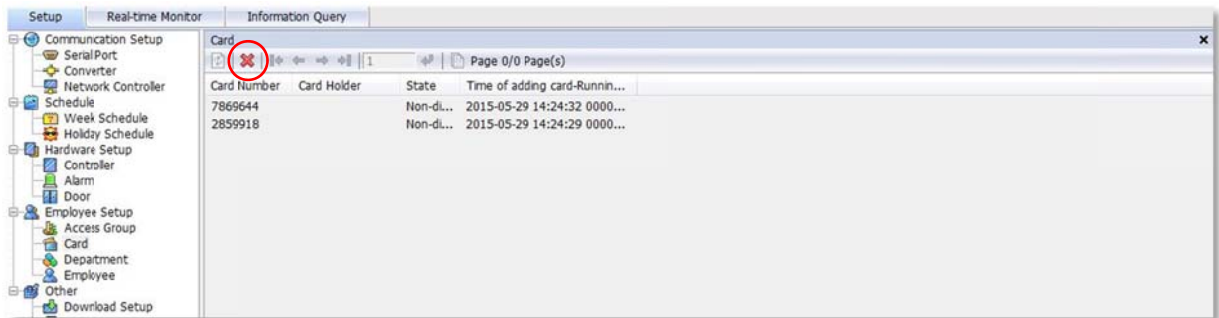 Setup Real-time Monitor Information Query
Communcation Setup
SerialPort
Converter
Network Controller
Schedule
Week Schedule
Holiday Schedule
Hardware Setup
Controller
Alarm
Door
Employee Setup
Access Group
Card
Department
Employee
Other
Download Setup
Card
1 Page 0/0 Page(s)
Card Number Card Holder State Time of adding card-Runnin...
7869644 Non-di... 2015-05-29 14:24:32 0000...
2859918 Non-di... 2015-05-29 14:24:29 0000...